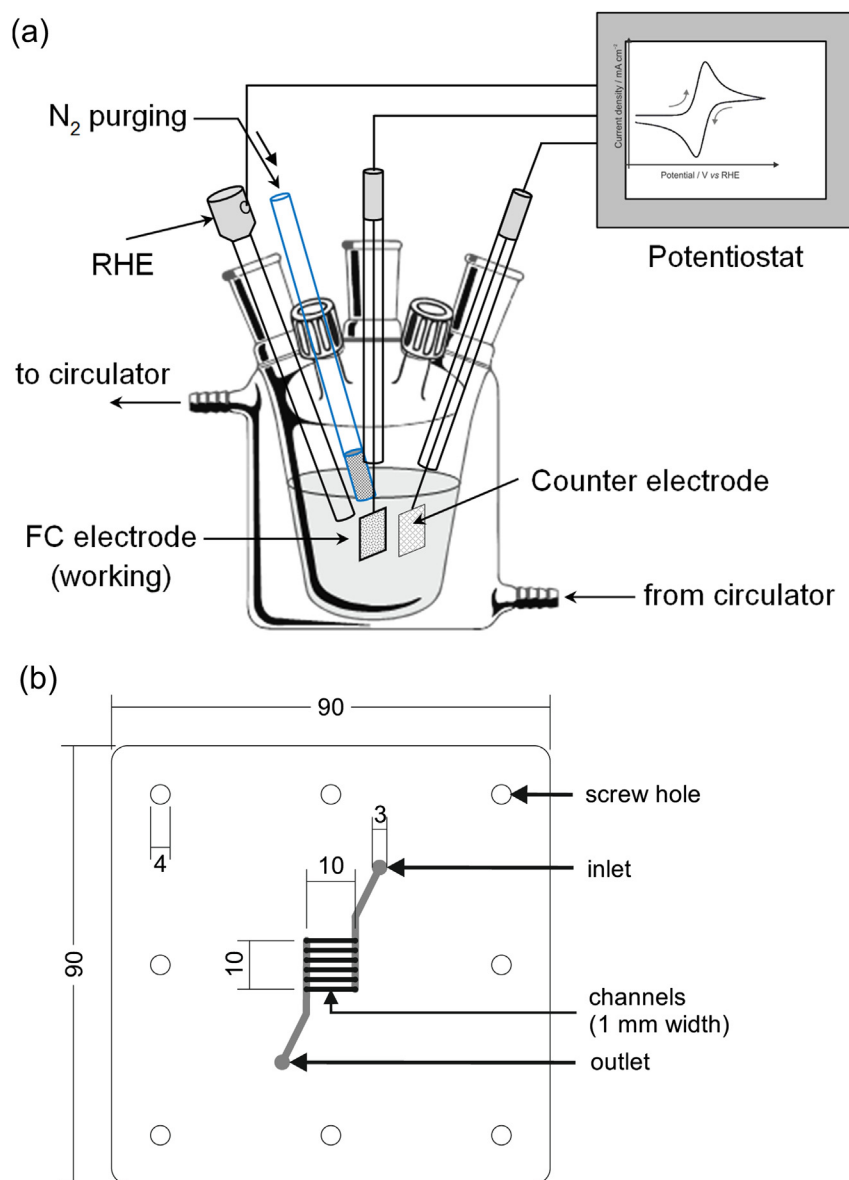 (a)
N2 purging
RHE
Current density / mA cm⁻²
Potential / V vs RHE
Potentiostat
to circulator
Counter electrode
FC electrode
(working)
from circulator
(b)
90
screw hole
3
4
10
inlet
10
90
channels
(1 mm width)
outlet